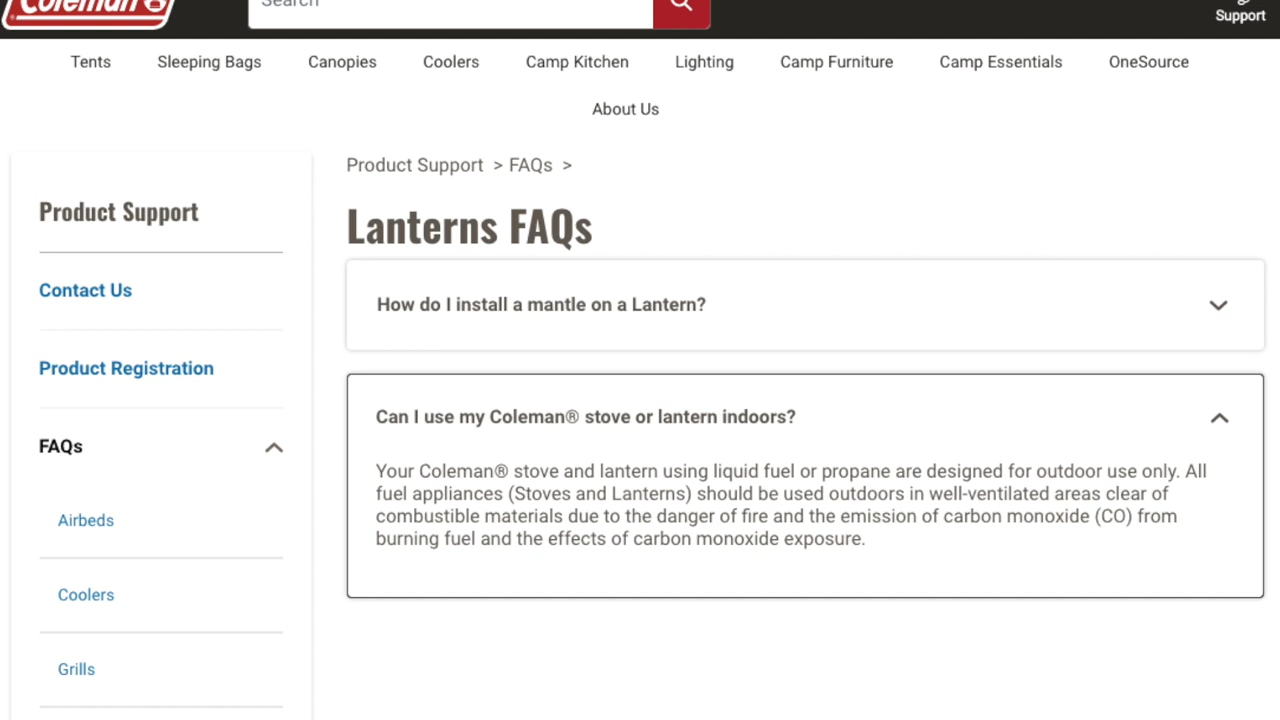 Coleman
Search
Support
Tents Sleeping Bags Canopies Coolers Camp Kitchen Lighting Camp Furniture Camp Essentials OneSource
About Us
Product Support > FAQs >
Product Support
Contact Us
Product Registration
FAQs
Airbeds
Coolers
Grills
Lanterns FAQs
How do I install a mantle on a Lantern?
Can I use my Coleman® stove or lantern indoors?
Your Coleman® stove and lantern using liquid fuel or propane are designed for outdoor use only. All
fuel appliances (Stoves and Lanterns) should be used outdoors in well-ventilated areas clear of
combustible materials due to the danger of fire and the emission of carbon monoxide (CO) from
burning fuel and the effects of carbon monoxide exposure.